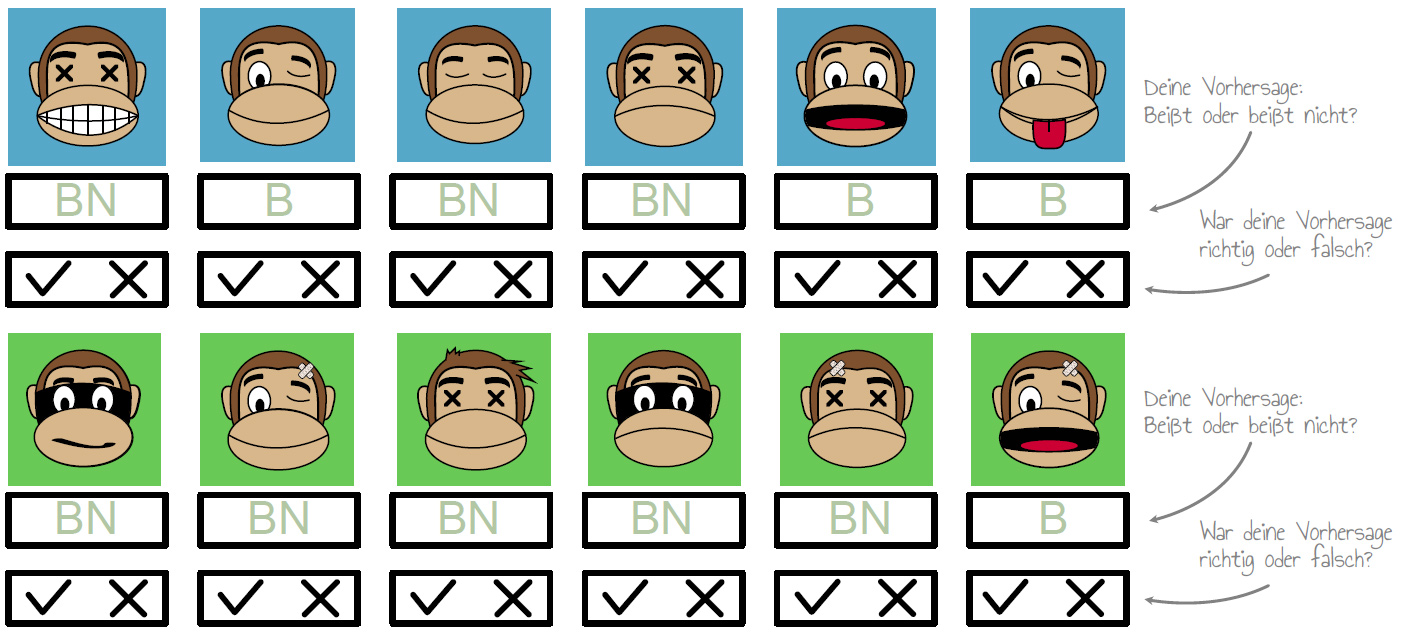 Deine Vorhersage:
Beißt oder beißt nicht?
BN B BN BN B B
War deine Vorhersage
richtig oder falsch?
Deine Vorhersage:
Beißt oder beißt nicht?
BN BN BN BN BN B
War deine Vorhersage
richtig oder falsch?